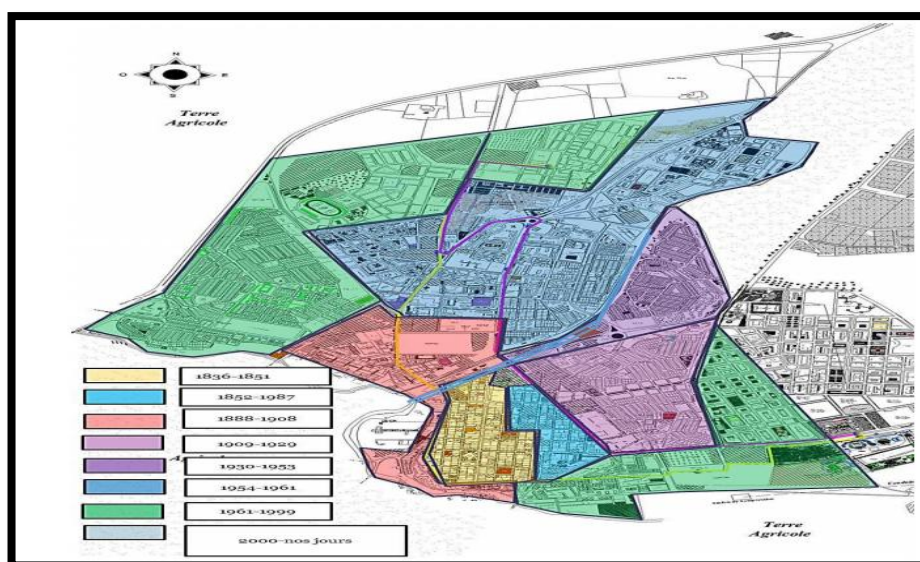 N
O E
S
Terre
Agricole
1836-1851
1852-1987
1888-1908
1909-1929
1930-1953
1954-1961
1961-1999
2000-nos jours
Terre
Agricole